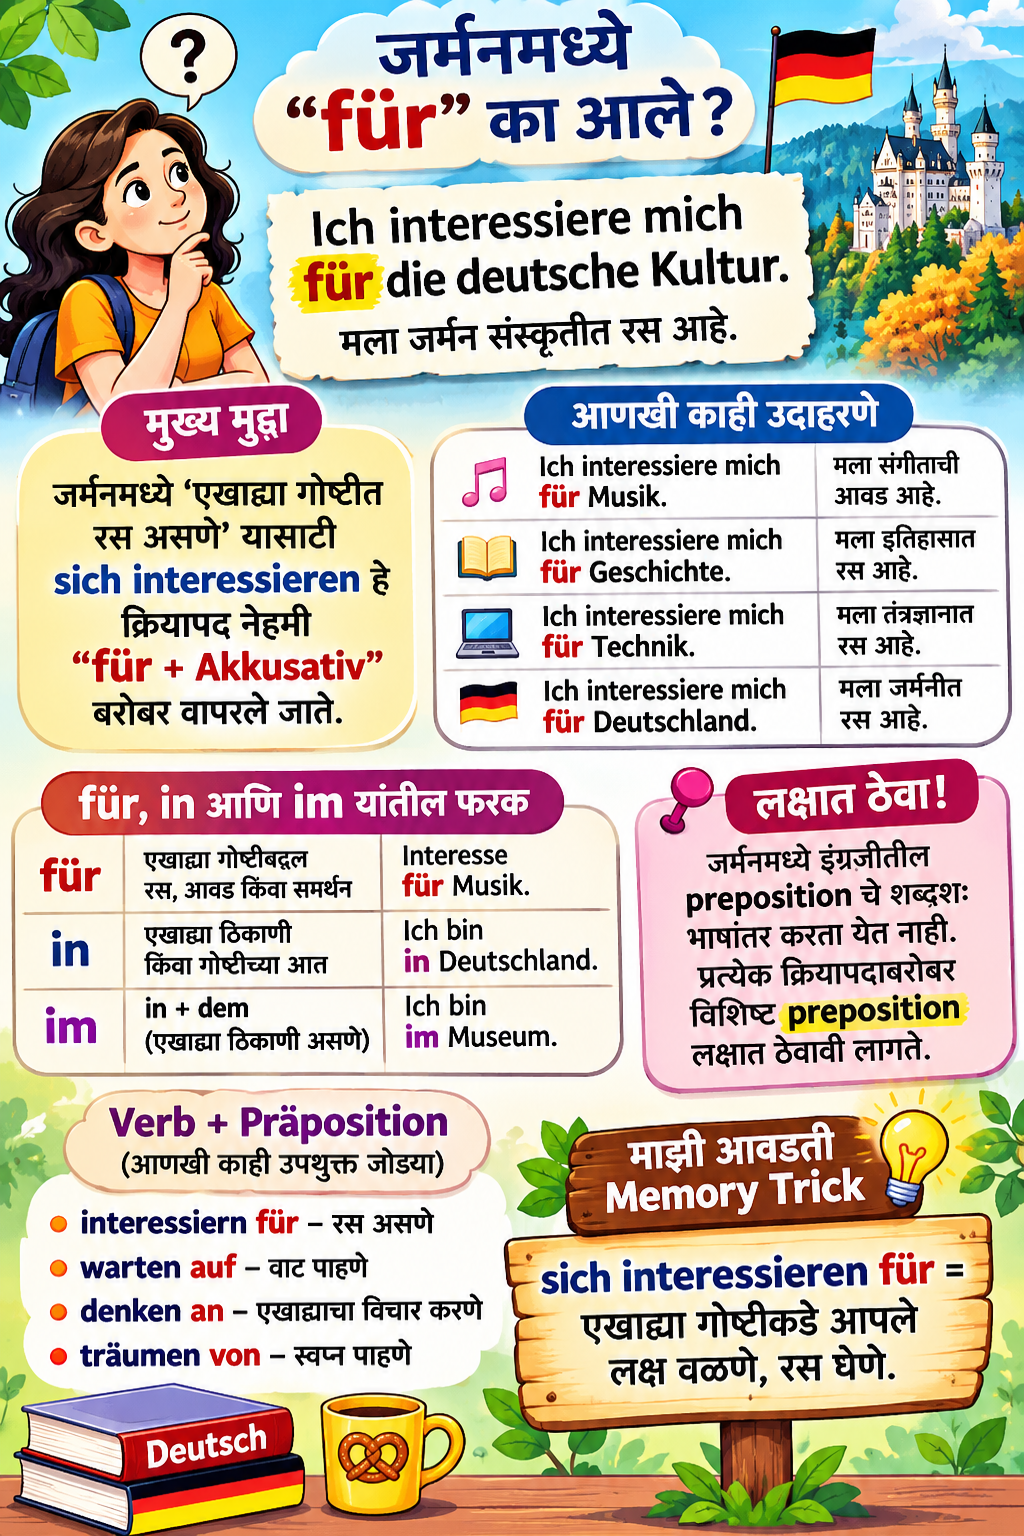 ?
जर्मनमध्ये
“für” का आले?
Ich interessiere mich
für die deutsche Kultur.
मला जर्मन संस्कृतीत रस आहे.
मुख्य मुद्दा
जर्मनमध्ये ‘एखाद्या गोष्टीत
रस असणे’ यासाटी
sich interessieren हे
क्रियापद नेहमी
“für + Akkusativ”
बरोबर वापरले जाते.
आणखी काही उदाहरणे
Ich interessiere mich
für Musik.
मला संगीताची
आवड आहे.
Ich interessiere mich
für Geschichte.
मला इतिहासात
रस आहे.
Ich interessiere mich
für Technik.
मला तंत्रज्ञानात
रस आहे.
Ich interessiere mich
für Deutschland.
मला जर्मनीत
रस आहे.
für, in आणि im यांतील फरक
für
एखाद्या गोष्टीबद्दल
रस, आवड किंवा समर्थन
Interesse
für Musik.
in
एखाद्या ठिकाणी
किंवा गोष्टीच्या आत
Ich bin
in Deutschland.
im
in + dem
(एखाद्या ठिकाणी असणे)
Ich bin
im Museum.
लक्षात ठेवा!
जर्मनमध्ये इंग्रजीतील
preposition चे शब्दशः
भाषांतर करता येत नाही.
प्रत्येक क्रियापदाबरोबर
विशिष्ट preposition
लक्षात ठेवावी लागते.
Verb + Präposition
(आणखी काही उपथुक्त जोडया)
interessiern für – रस असणे
warten auf – वाट पाहणे
denken an – एखाद्याचा विचार करणे
träumen von – स्वप्न पाहणे
माझी आवडती
Memory Trick
sich interessieren für =
एखाद्या गोष्टीकडे आपले
लक्ष वळणे, रस घेणे.
Deutsch